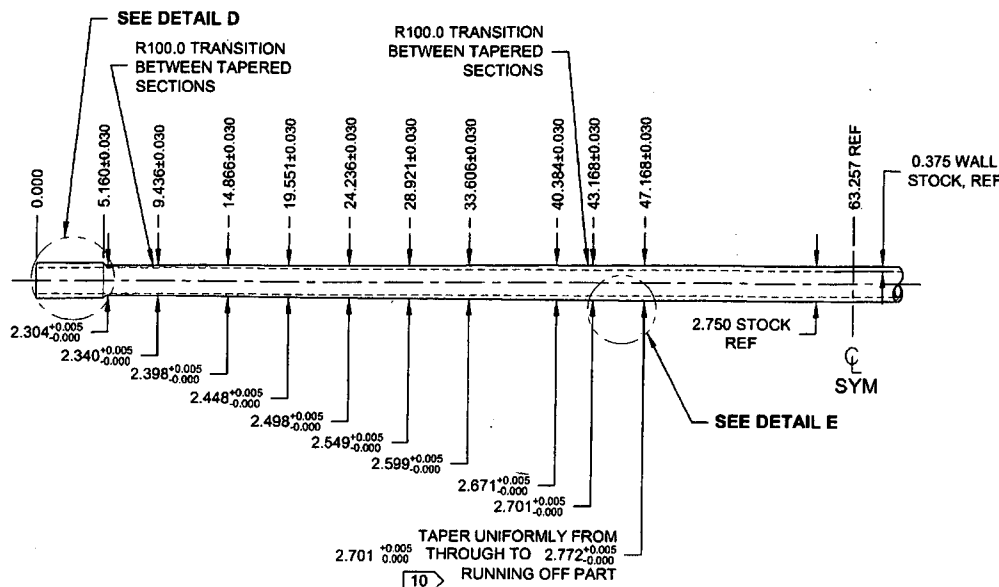 SEE DETAIL D
R100.0 TRANSITION
BETWEEN TAPERED
SECTIONS
R100.0 TRANSITION
BETWEEN TAPERED
SECTIONS
0.000
5.160±0.030
9.436±0.030
14.866±0.030
19.551±0.030
24.236±0.030
28.921±0.030
33.606±0.030
40.384±0.030
43.168±0.030
47.168±0.030
63.257 REF
0.375 WALL
STOCK, REF
2.304 +0.005 -0.000
2.340 +0.005 -0.000
2.398 +0.005 -0.000
2.448 +0.005 -0.000
2.498 +0.005 -0.000
2.549 +0.005 -0.000
2.599 +0.005 -0.000
2.671 +0.005 -0.000
2.701 +0.005 -0.000
2.750 STOCK
REF
℄
SYM
SEE DETAIL E
TAPER UNIFORMLY FROM
2.701 +0.005 0.000 THROUGH TO 2.772 +0.005 -0.000
RUNNING OFF PART
10